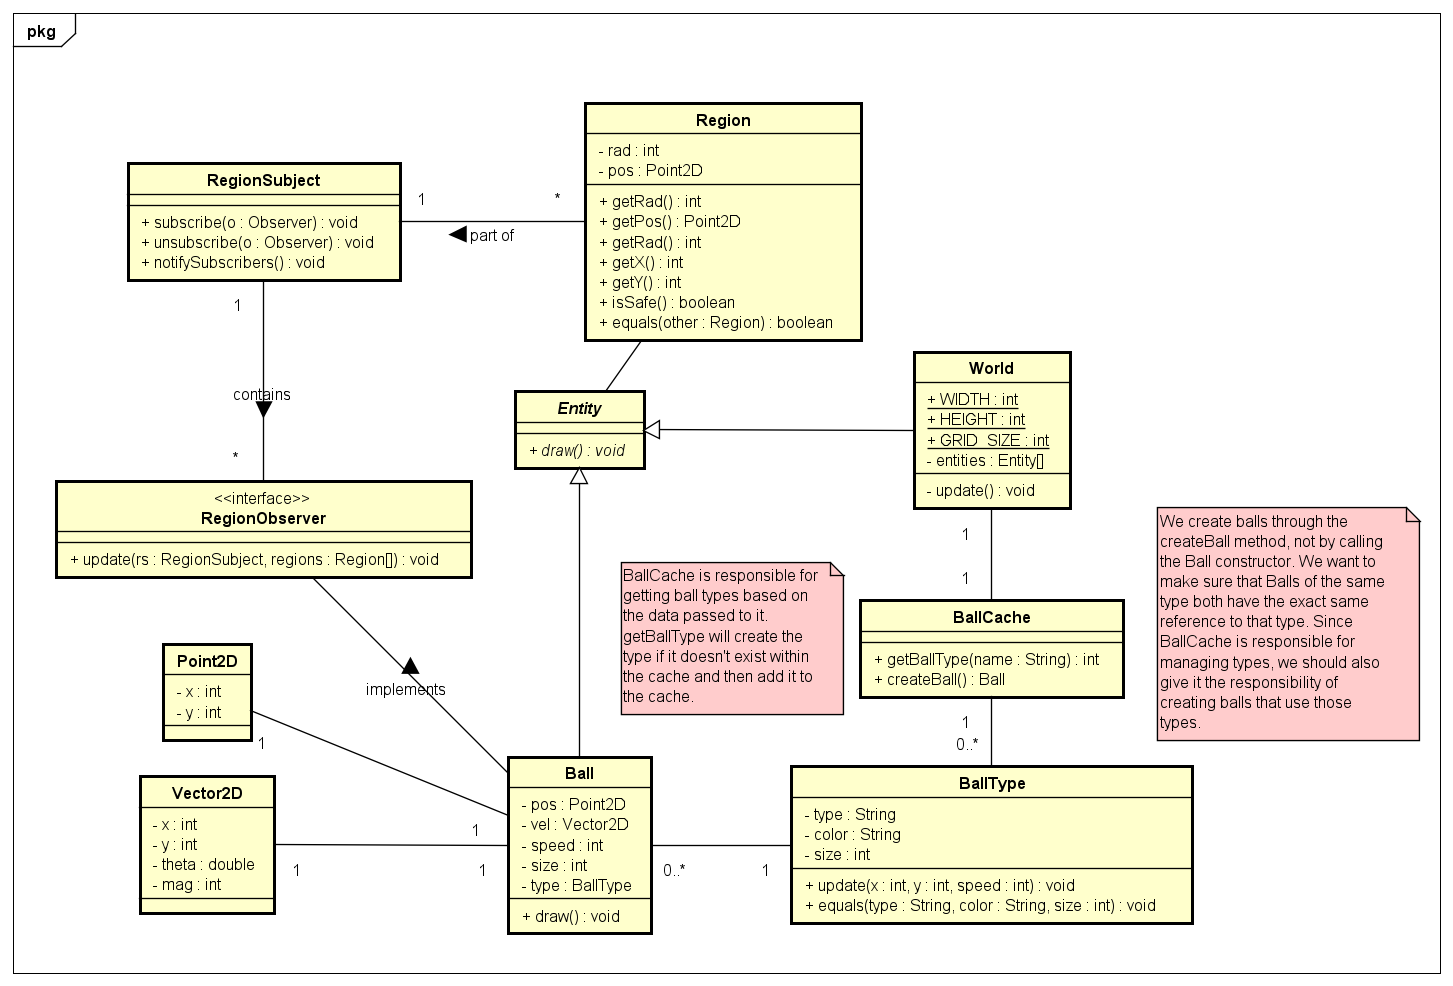 pkg
Region
- rad : int
- pos : Point2D
+ getRad() : int
+ getPos() : Point2D
+ getRad() : int
+ getX() : int
+ getY() : int
+ isSafe() : boolean
+ equals(other : Region) : boolean
RegionSubject
+ subscribe(o : Observer) : void
+ unsubscribe(o : Observer) : void
+ notifySubscribers() : void
1
*
part of
1
contains
*
Entity
+ draw() : void
World
+ WIDTH : int
+ HEIGHT : int
+ GRID_SIZE : int
- entities : Entity[]
- update() : void
<<interface>>
RegionObserver
+ update(rs : RegionSubject, regions : Region[]) : void
implements
BallCache is responsible for
getting ball types based on
the data passed to it.
getBallType will create the
type if it doesn't exist within
the cache and then add it to
the cache.
1
1
BallCache
+ getBallType(name : String) : int
+ createBall() : Ball
We create balls through the
createBall method, not by calling
the Ball constructor. We want to
make sure that Balls of the same
type both have the exact same
reference to that type. Since
BallCache is responsible for
managing types, we should also
give it the responsibility of
creating balls that use those
types.
1
0..*
Point2D
- x : int
- y : int
1
1
Vector2D
- x : int
- y : int
- theta : double
- mag : int
1
1
Ball
- pos : Point2D
- vel : Vector2D
- speed : int
- size : int
- type : BallType
+ draw() : void
0..*
1
BallType
- type : String
- color : String
- size : int
+ update(x : int, y : int, speed : int) : void
+ equals(type : String, color : String, size : int) : void